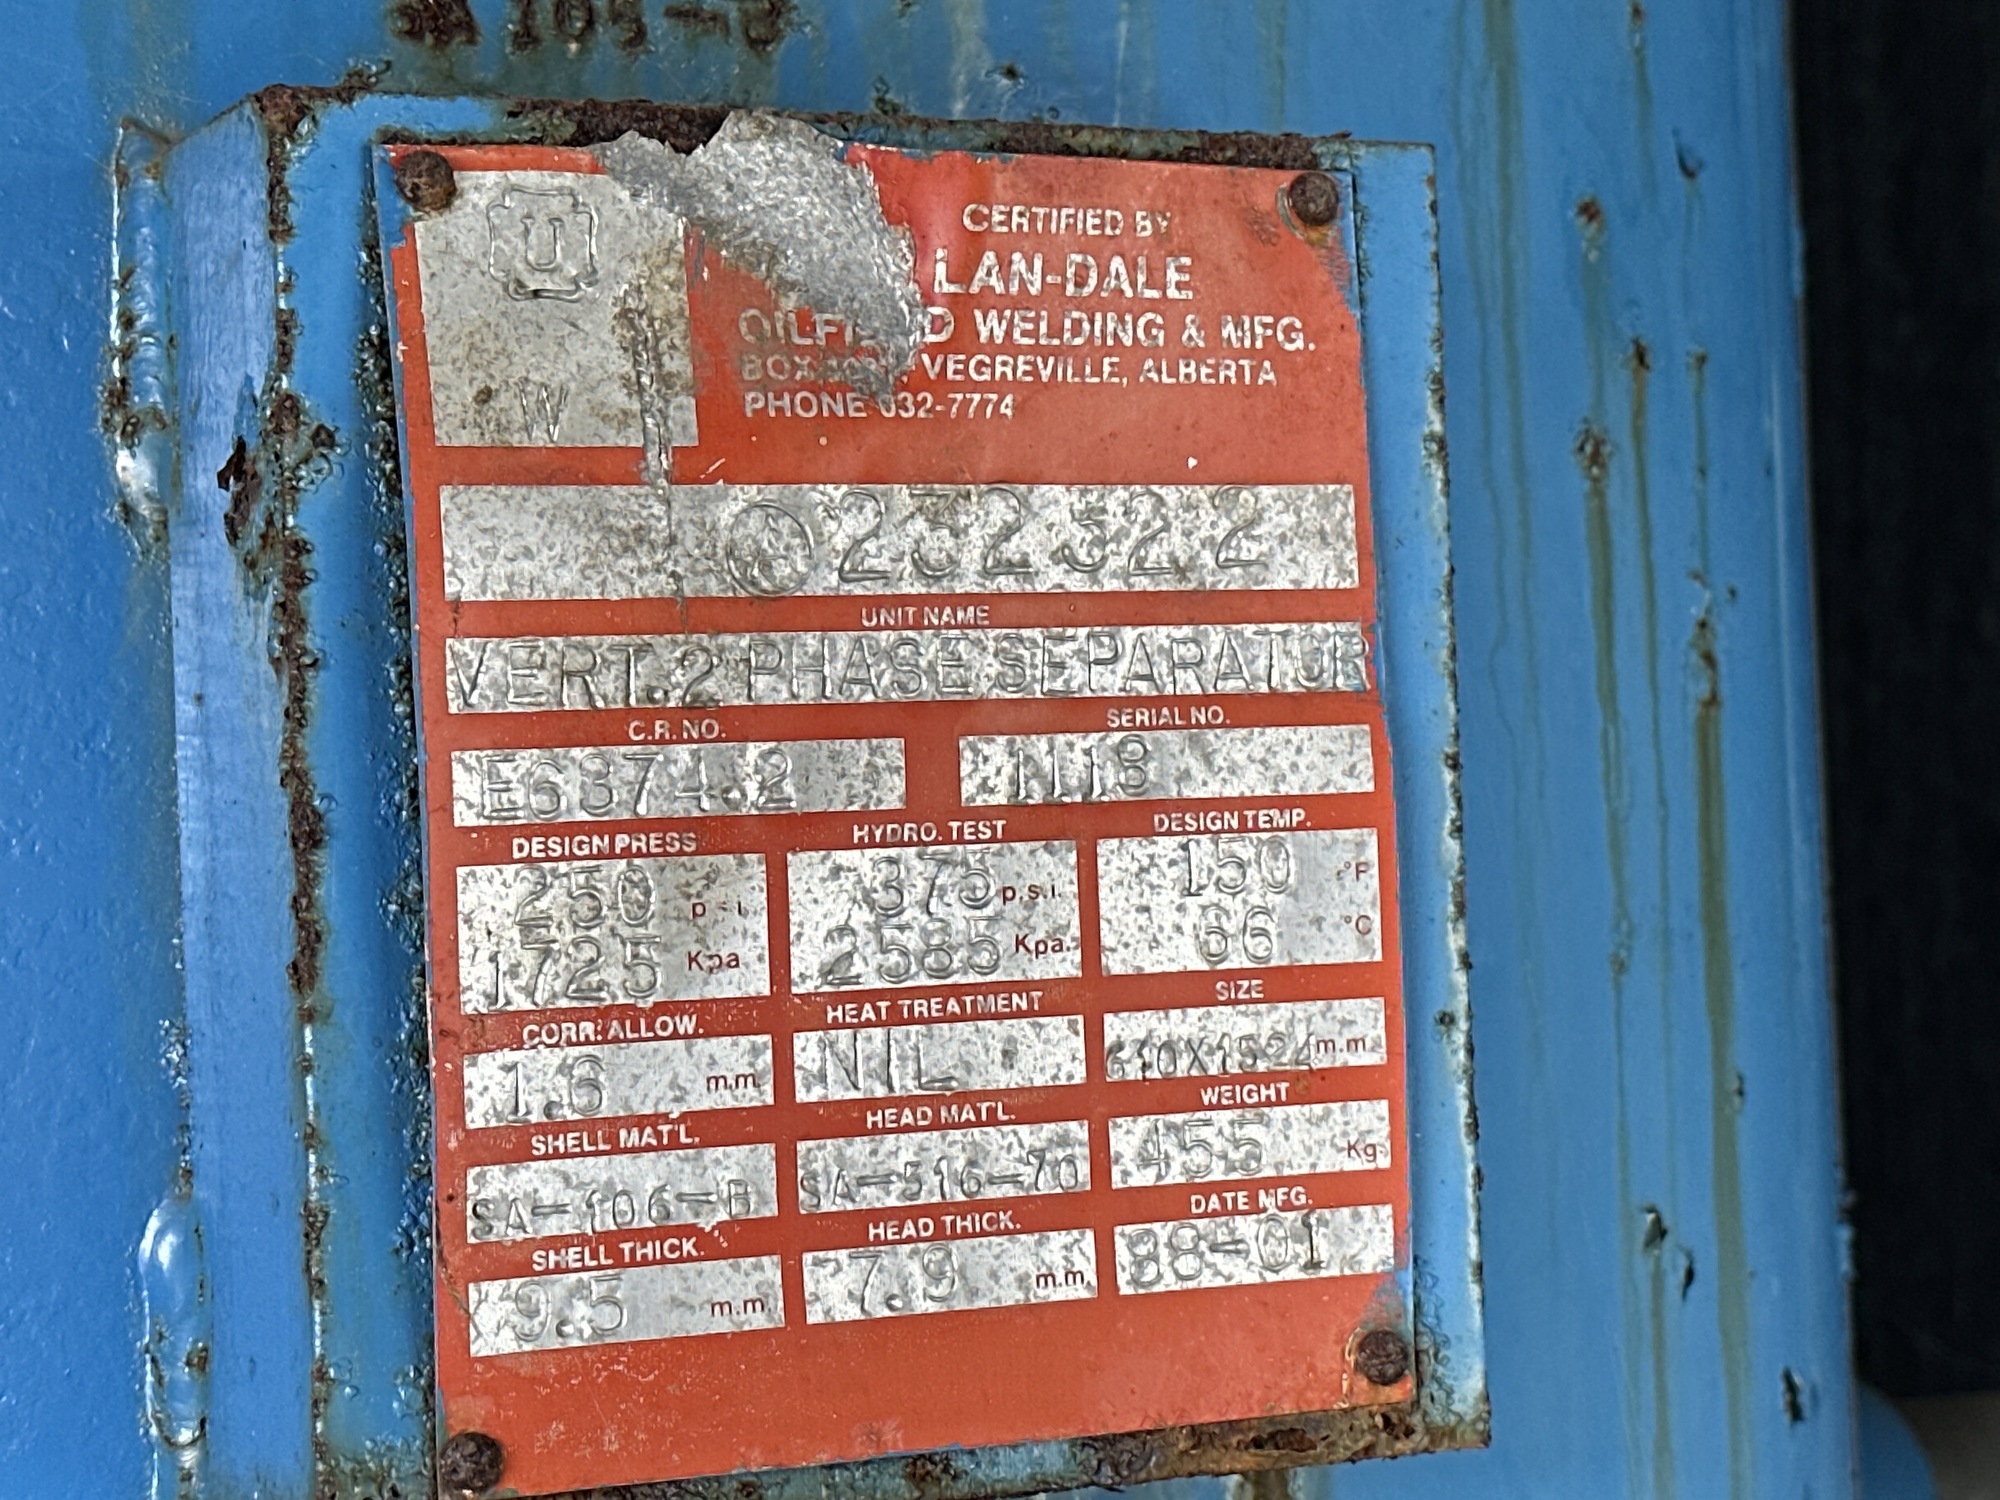 SA 105-B
U
W
CERTIFIED BY
LAN-DALE
WELDING & MFG.
VEGREVILLE, ALBERTA
PHONE 632-7774
A 232322
UNIT NAME
VERT. 2 PHASE SEPARATOR
C.R. NO. SERIAL NO.
E6374.2 1118
DESIGN PRESS HYDRO. TEST DESIGN TEMP.
250 p.s.i. 375 p.s.i. 150 °F
1725 Kpa 2585 Kpa. 66 °C
CORR. ALLOW. HEAT TREATMENT SIZE
1.6 m.m. NIL 610X1524 m.m.
SHELL MAT'L. HEAD MAT'L. WEIGHT
SA-106-B SA-516-70 455 Kg.
SHELL THICK. HEAD THICK. DATE MFG.
9.5 m.m. 7.9 m.m. 88-01